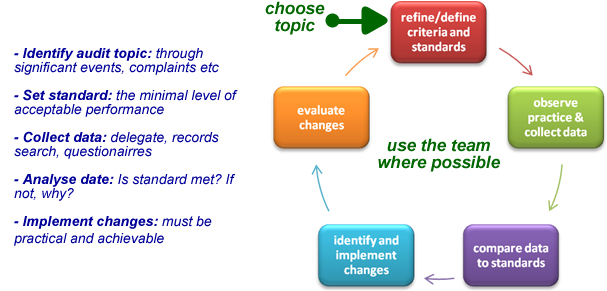 choose
topic
refine/define
criteria and
standards
- Identify audit topic: through
significant events, complaints etc
- Set standard: the minimal level of
acceptable performance
- Collect data: delegate, records
search, questionairres
- Analyse date: Is standard met? If
not, why?
- Implement changes: must be
practical and achievable
observe
practice &
collect data
compare data
to standards
identify and
implement
changes
evaluate
changes
use the team
where possible